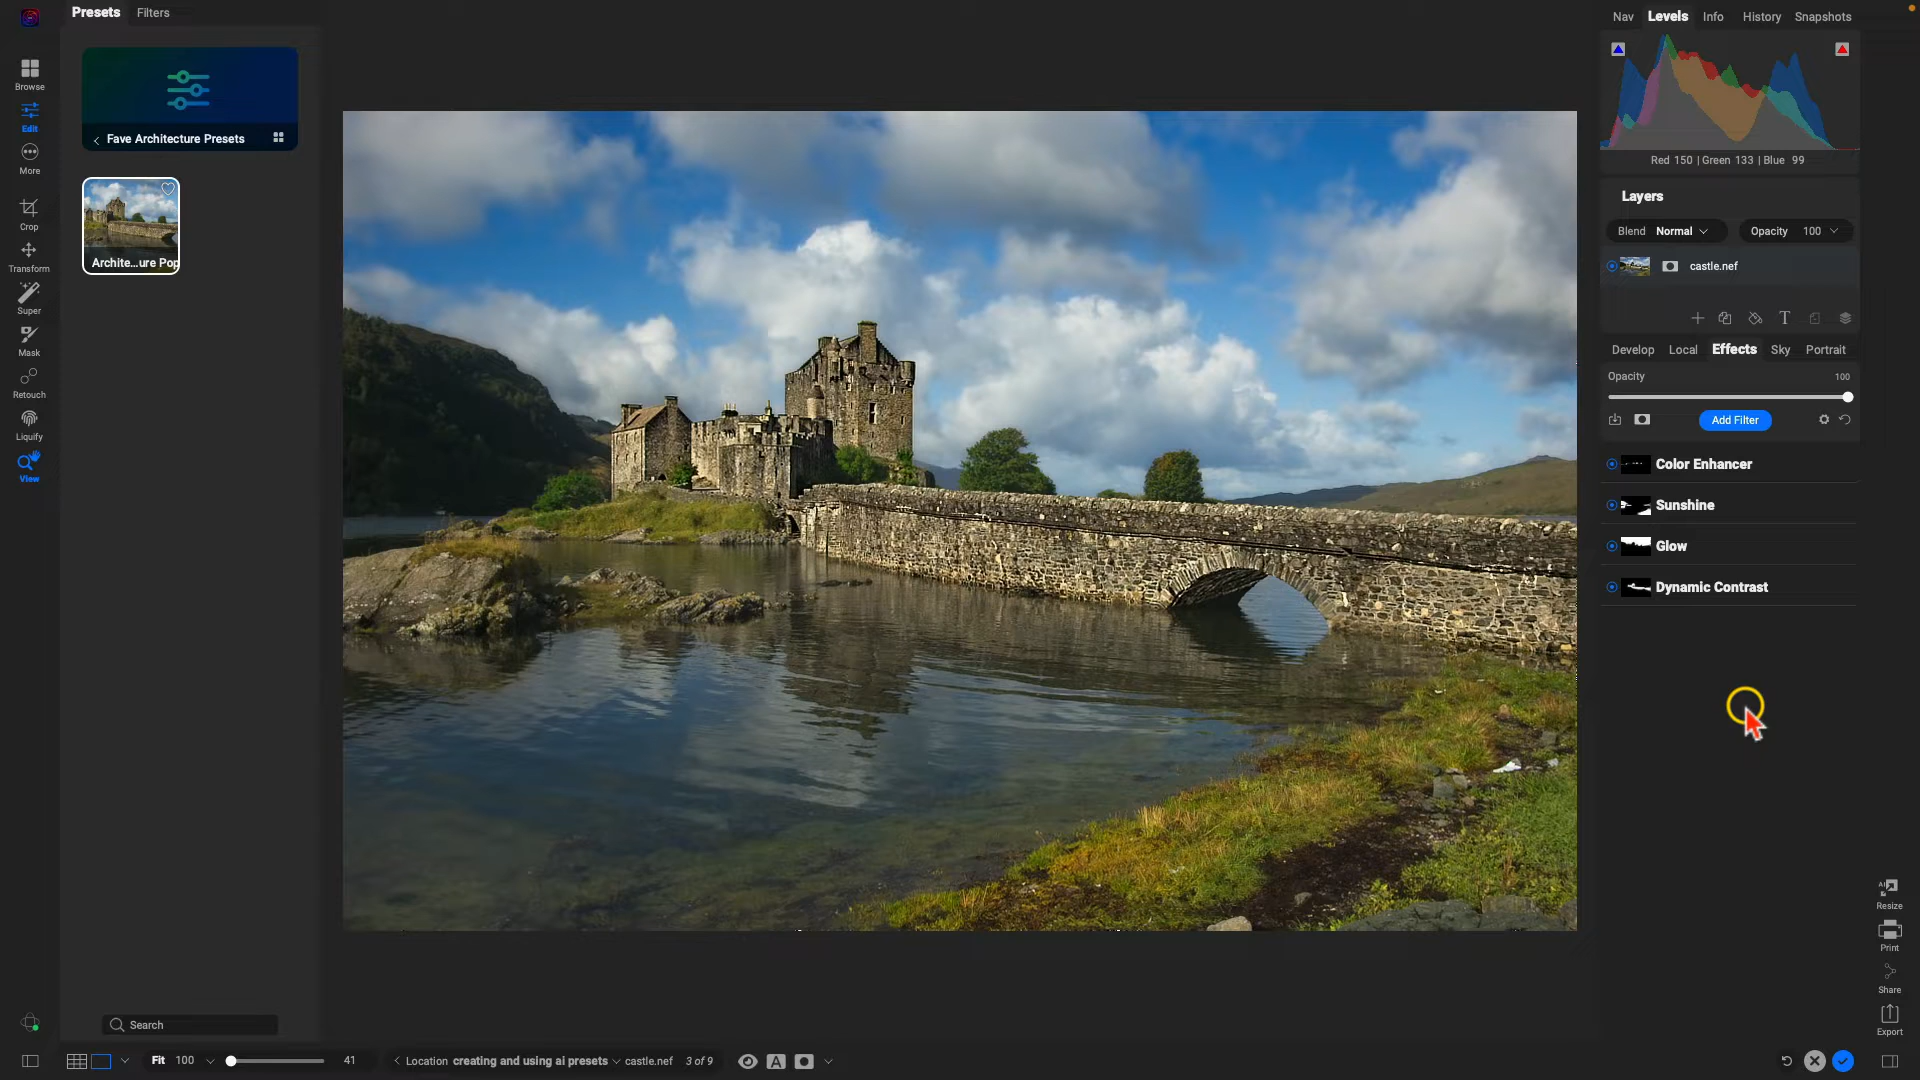 Presets Filters
Nav Levels Info History Snapshots
Browse
Edit
More
Crop
Transform
Super
Mask
Retouch
Liquify
View
Fave Architecture Presets
Archite...ure Pop
Search
Red 150 | Green 133 | Blue 99
Layers
Blend Normal Opacity 100
castle.nef
T
Develop Local Effects Sky Portrait
Opacity 100
Add Filter
Color Enhancer
Sunshine
Glow
Dynamic Contrast
AI
Resize
Print
Share
Export
Fit 100 41 Location creating and using ai presets castle.nef 3 of 9 A